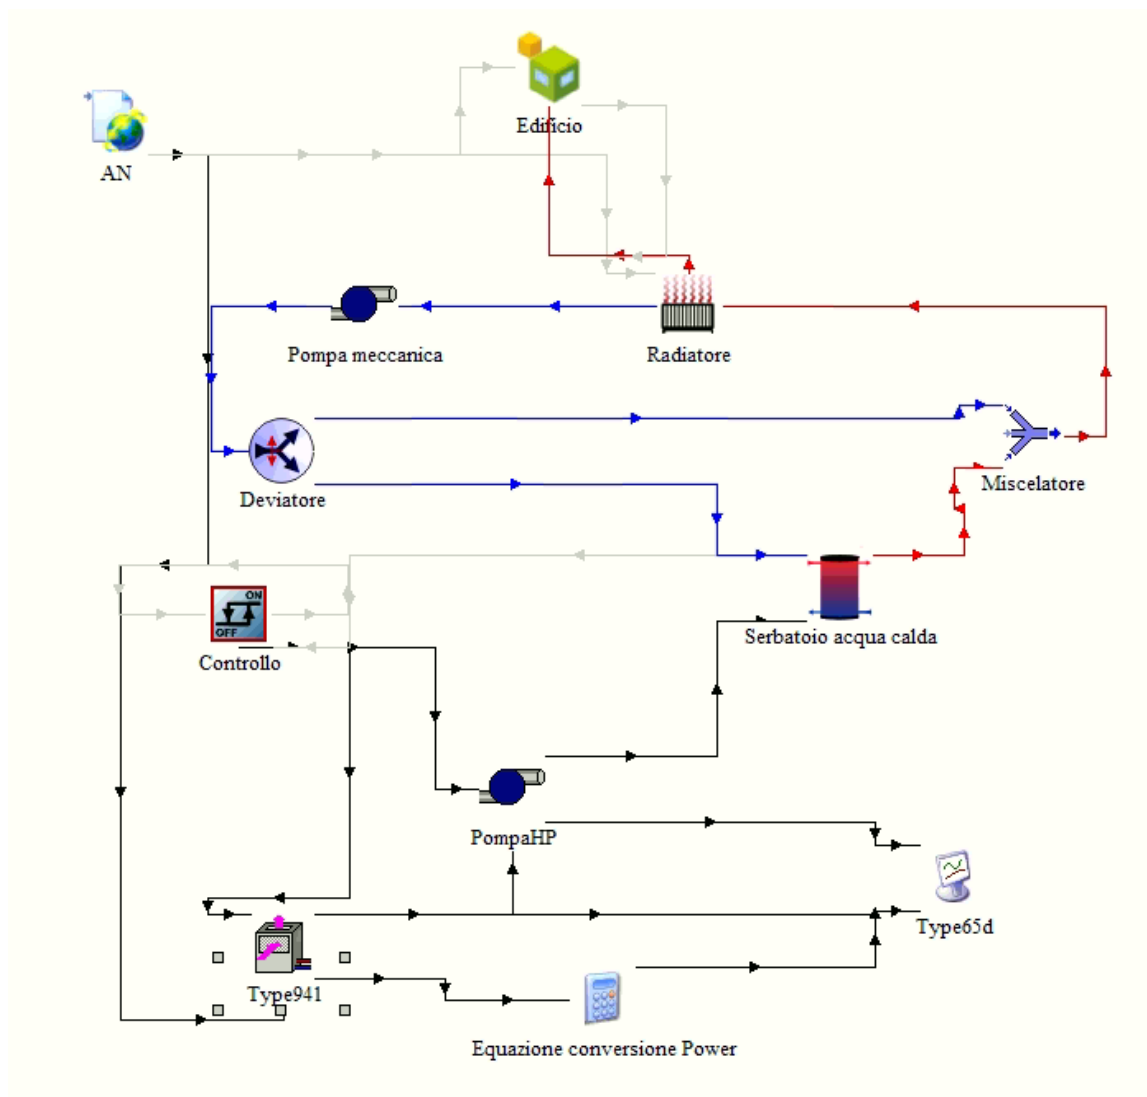 Edificio
AN
Pompa meccanica
Radiatore
Deviatore
Miscelatore
ON
OFF
Controllo
Serbatoio acqua calda
PompaHP
Type65d
Type941
Equazione conversione Power